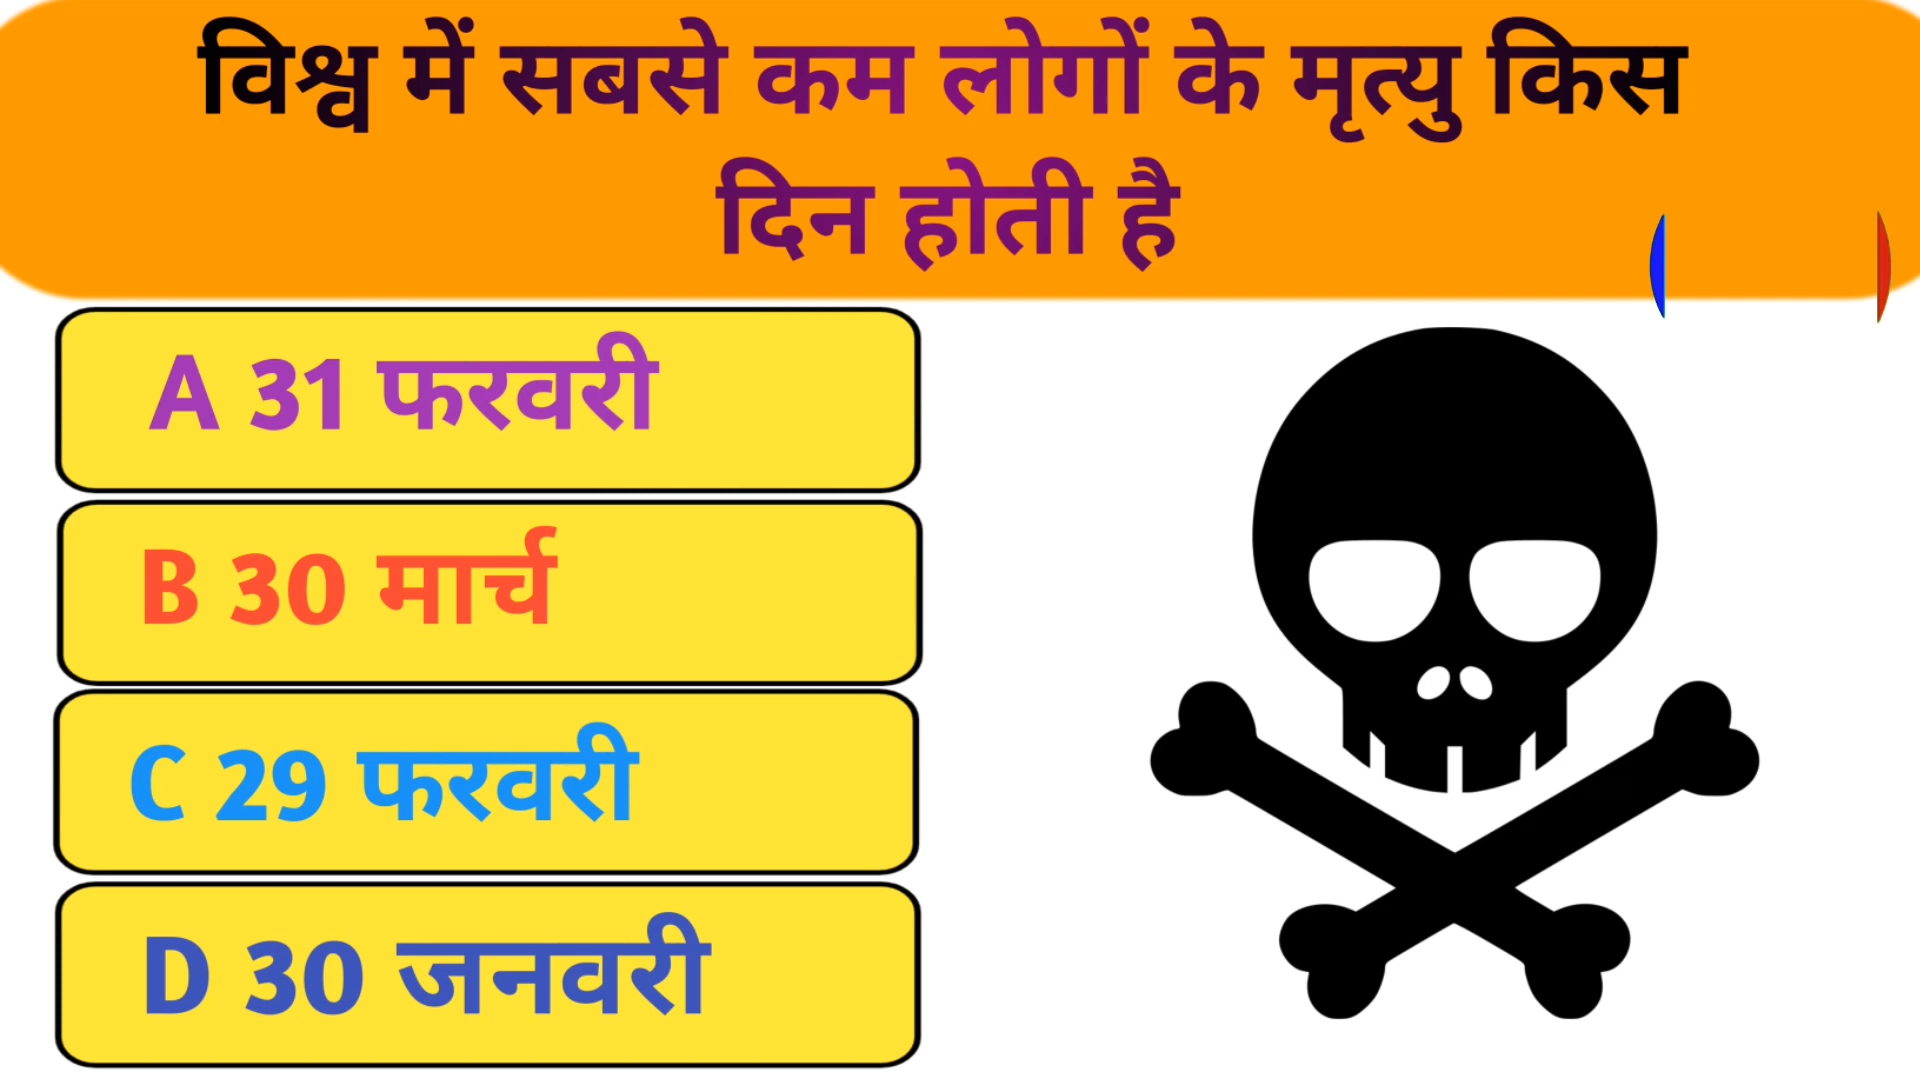 विश्व में सबसे कम लोगों के मृत्यु किस
दिन होती है
A 31 फरवरी
B 30 मार्च
C 29 फरवरी
D 30 जनवरी